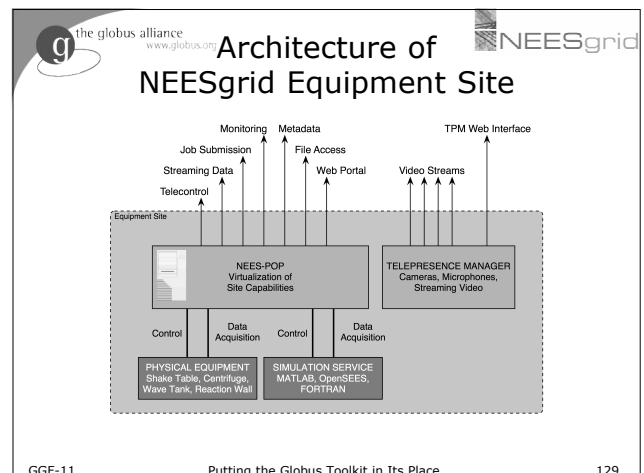 the globus alliance
www.globus.org
NEESgrid
Architecture of
NEESgrid Equipment Site
Monitoring Metadata TPM Web Interface
Job Submission File Access
Streaming Data Web Portal Video Streams
Telecontrol
Equipment Site
NEES-POP
Virtualization of
Site Capabilities
TELEPRESENCE MANAGER
Cameras, Microphones,
Streaming Video
Control Data Acquisition Control Data Acquisition
PHYSICAL EQUIPMENT
Shake Table, Centrifuge,
Wave Tank, Reaction Wall
SIMULATION SERVICE
MATLAB, OpenSEES,
FORTRAN
GGF-11 Putting the Globus Toolkit in Its Place 129